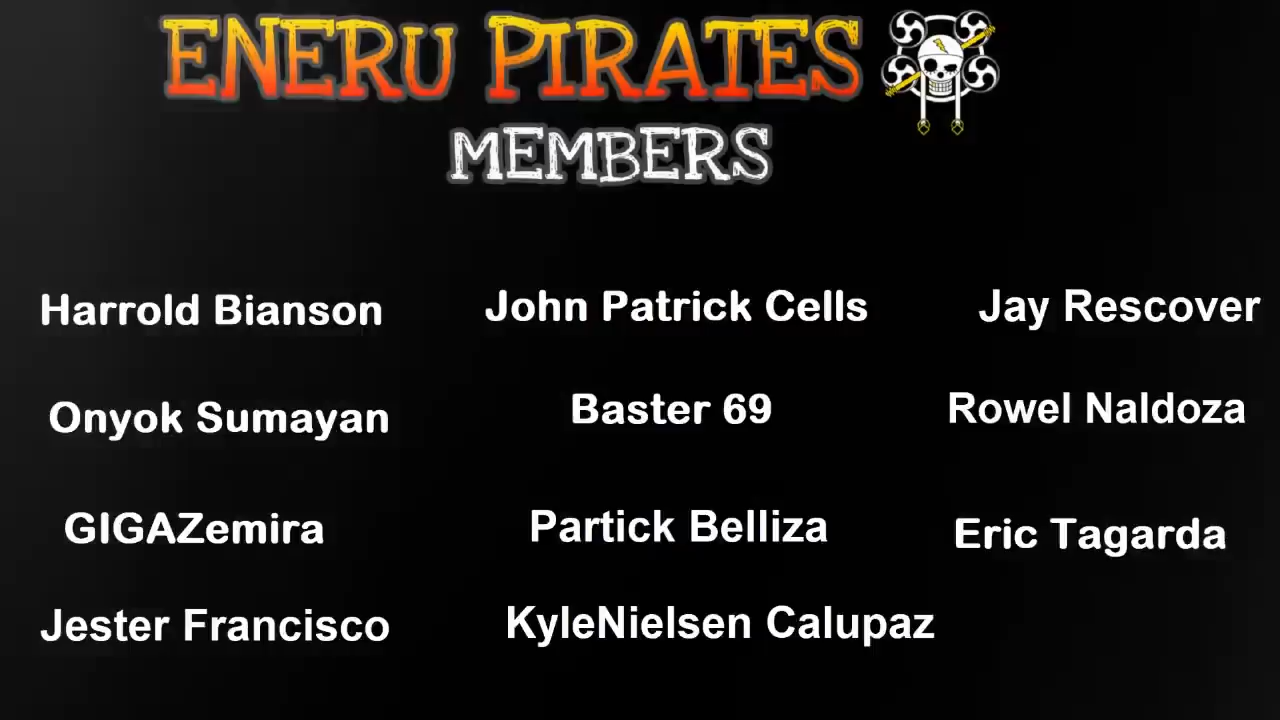 ENERU PIRATES
MEMBERS
Harrold Bianson
John Patrick Cells
Jay Rescover
Onyok Sumayan
Baster 69
Rowel Naldoza
GIGAZemira
Partick Belliza
Eric Tagarda
Jester Francisco
KyleNielsen Calupaz